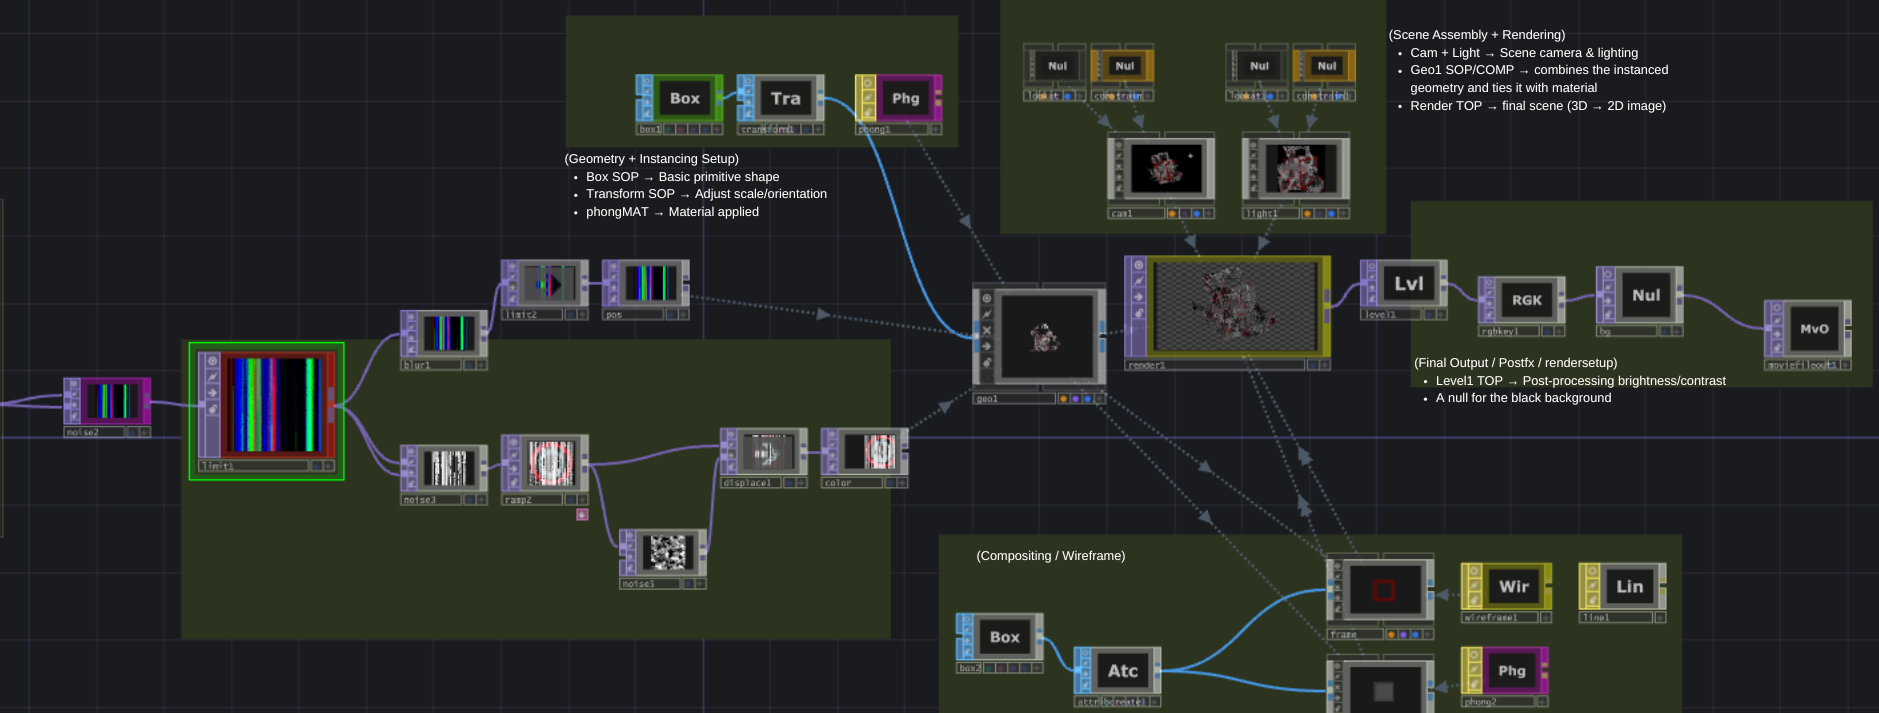 (Scene Assembly + Rendering)
• Cam + Light → Scene camera & lighting
• Geo1 SOP/COMP → combines the instanced
geometry and ties it with material
• Render TOP → final scene (3D → 2D image)
Nul
Nul
Nul
Nul
lookat
constrain
lookat1
constrain1
Box
Tra
Phg
box1
transform1
phong1
(Geometry + Instancing Setup)
• Box SOP → Basic primitive shape
• Transform SOP → Adjust scale/orientation
• phongMAT → Material applied
cam1
light1
limit2
pos
blur1
Lvl
RGK
Nul
MvO
level1
rgbkey1
bg
moviefileout1
render1
geo1
(Final Output / Postfx / rendersetup)
• Level1 TOP → Post-processing brightness/contrast
• A null for the black background
noise2
limit1
noise3
ramp2
displace1
color
noise5
(Compositing / Wireframe)
Box
box2
Atc
attribcreate1
frame
Wir
wireframe1
Lin
line1
Phg
phong2